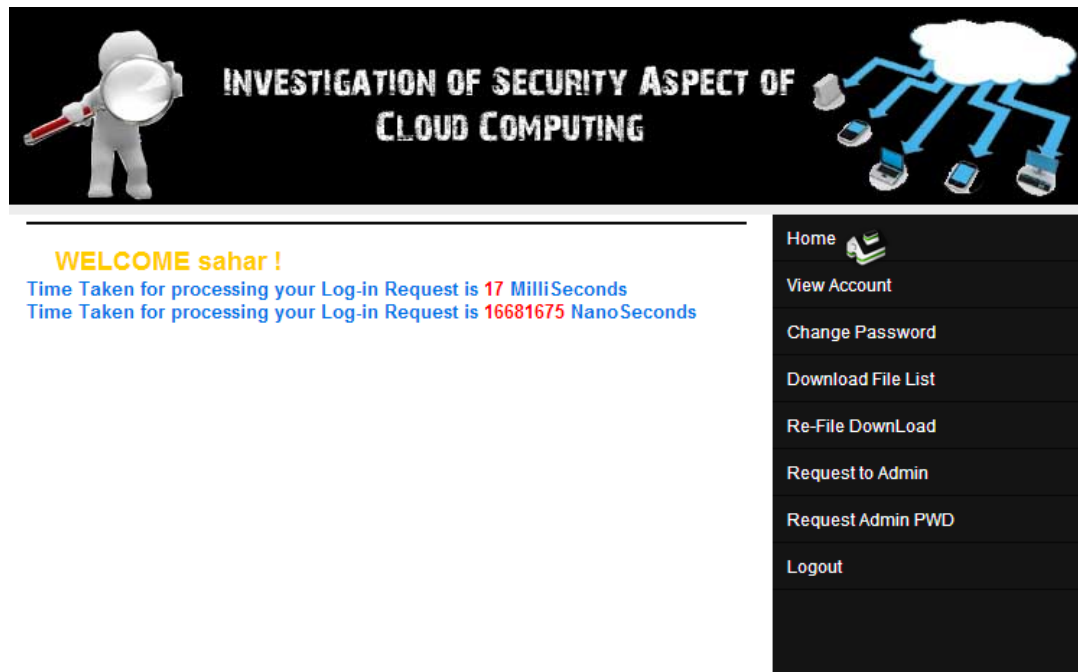 Investigation of Security Aspect of
Cloud Computing
WELCOME sahar !
Time Taken for processing your Log-in Request is 17 MilliSeconds
Time Taken for processing your Log-in Request is 16681675 NanoSeconds
Home
View Account
Change Password
Download File List
Re-File DownLoad
Request to Admin
Request Admin PWD
Logout